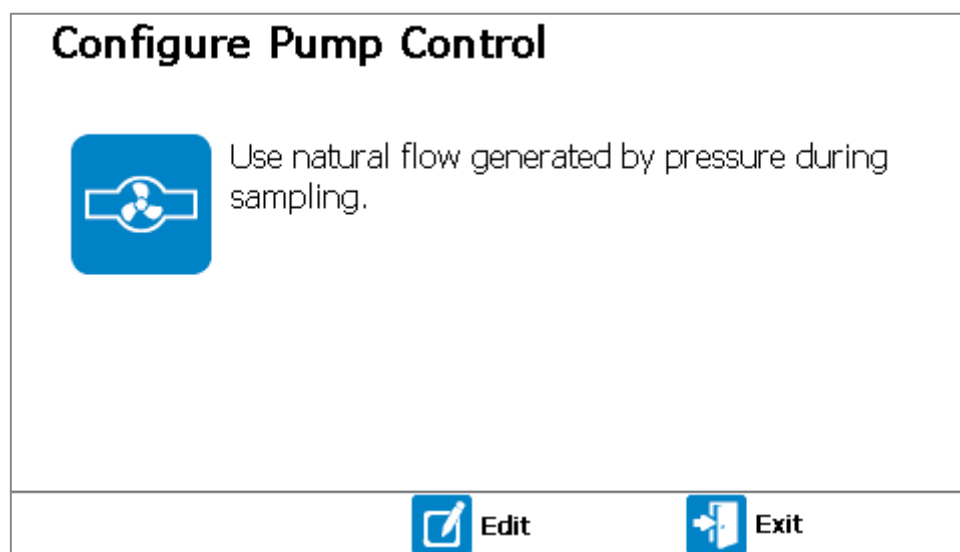 Configure Pump Control
Use natural flow generated by pressure during
sampling.
Edit
Exit